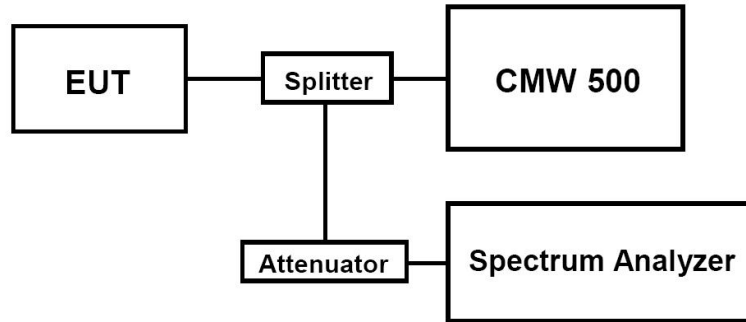 EUT
Splitter
CMW 500
Attenuator
Spectrum Analyzer